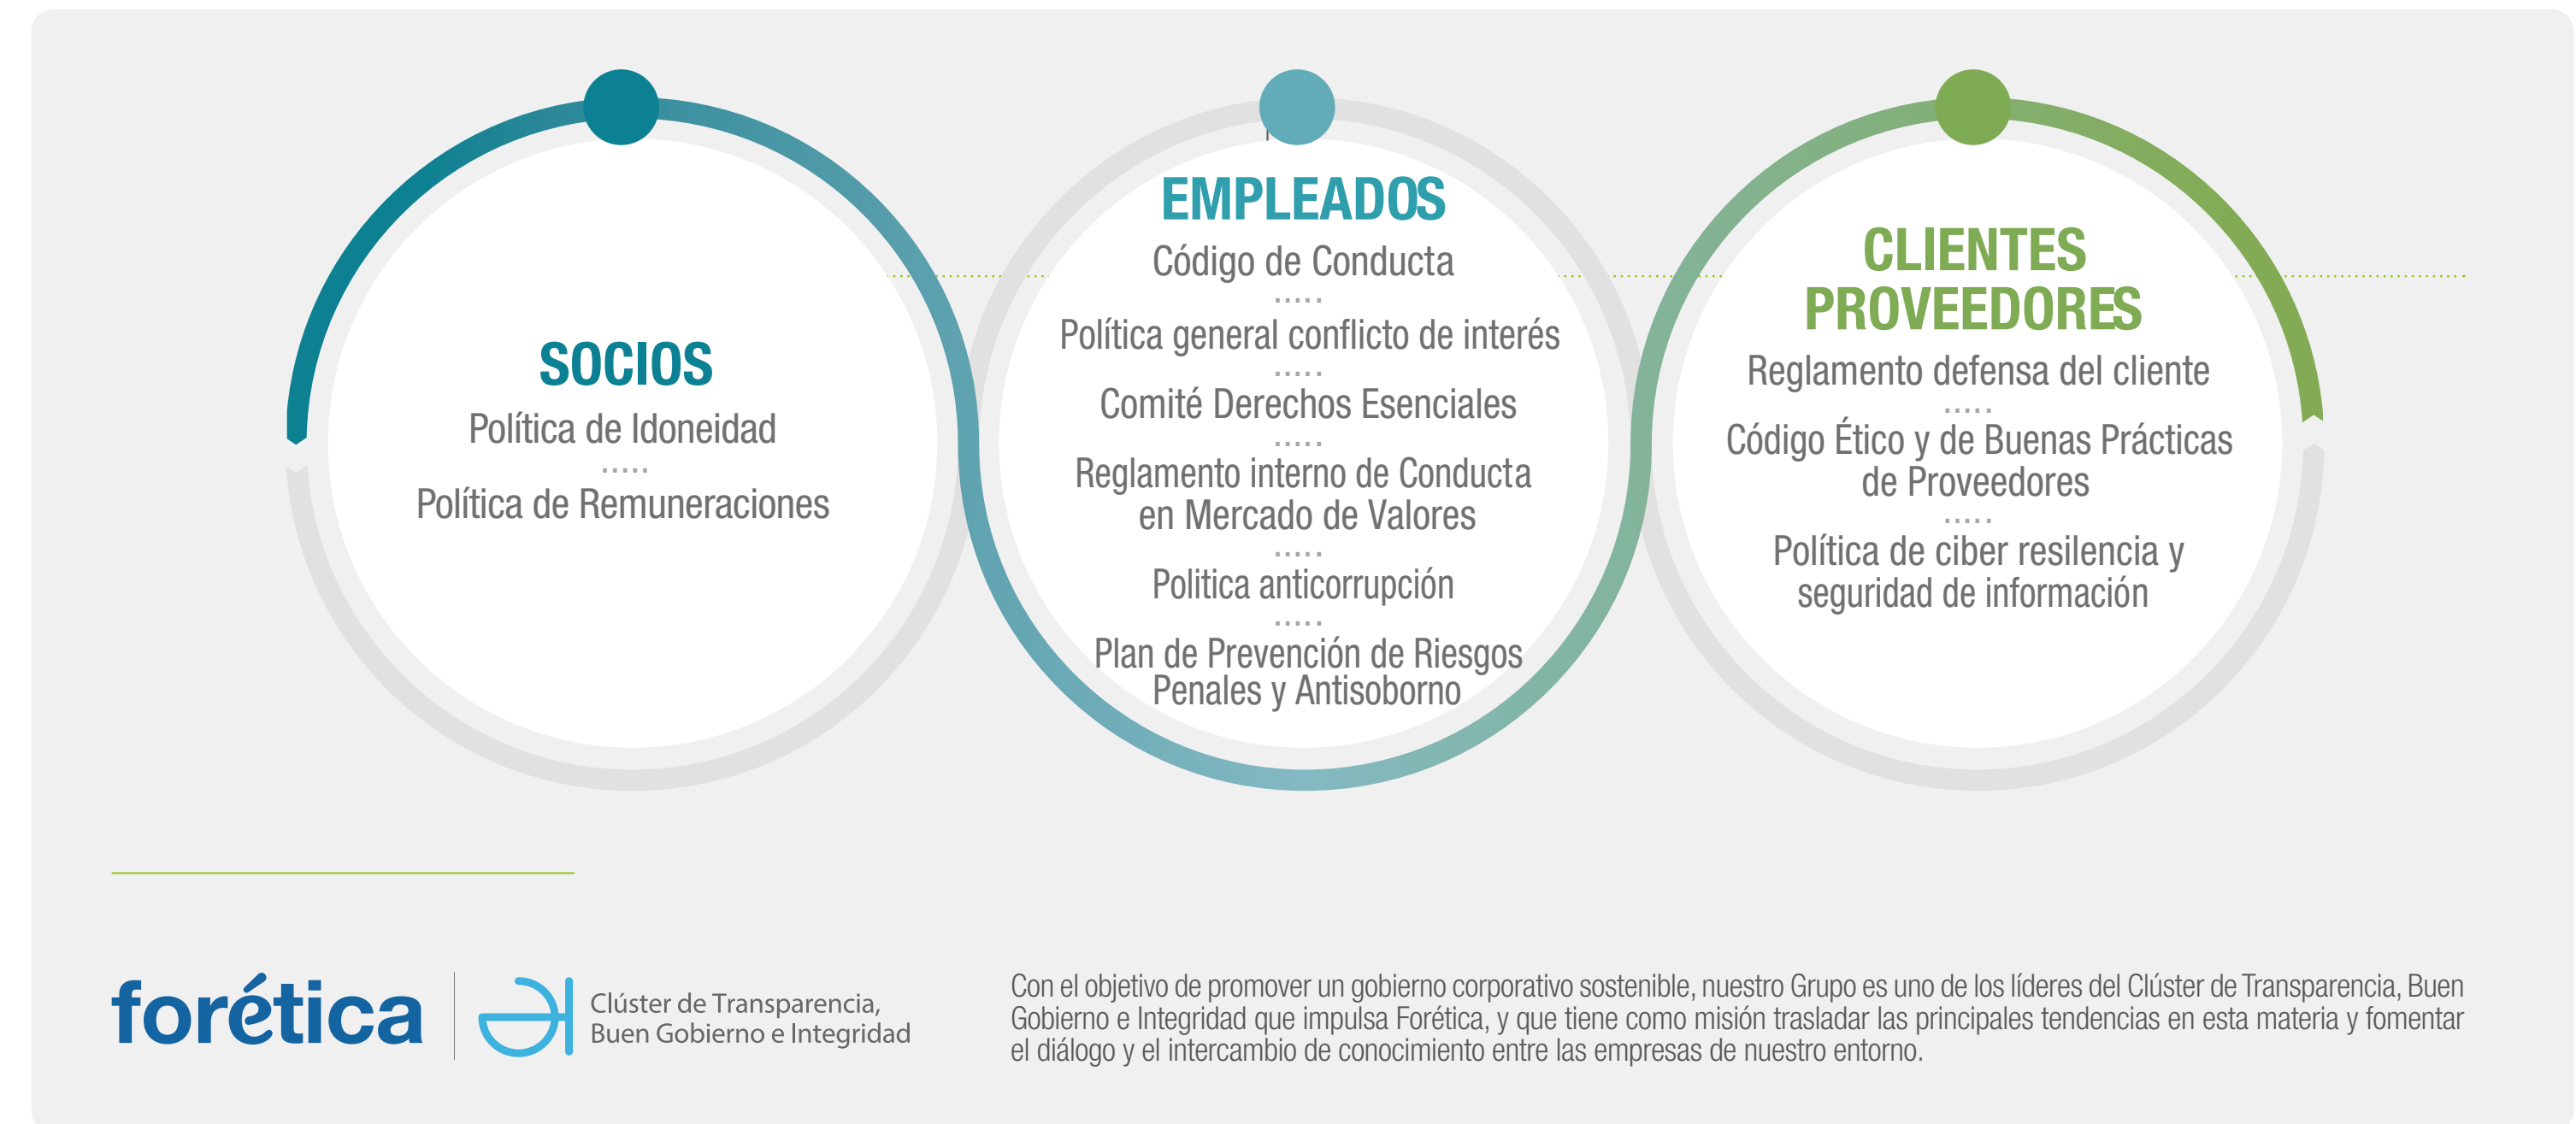 SOCIOS
Política de Idoneidad
.....
Política de Remuneraciones
EMPLEADOS
Código de Conducta
.....
Política general conflicto de interés
.....
Comité Derechos Esenciales
.....
Reglamento interno de Conducta
en Mercado de Valores
.....
Politica anticorrupción
.....
Plan de Prevención de Riesgos
Penales y Antisoborno
CLIENTES
PROVEEDORES
Reglamento defensa del cliente
.....
Código Ético y de Buenas Prácticas
de Proveedores
.....
Política de ciber resilencia y
seguridad de información
forética
Clúster de Transparencia,
Buen Gobierno e Integridad
Con el objetivo de promover un gobierno corporativo sostenible, nuestro Grupo es uno de los líderes del Clúster de Transparencia, Buen
Gobierno e Integridad que impulsa Forética, y que tiene como misión trasladar las principales tendencias en esta materia y fomentar
el diálogo y el intercambio de conocimiento entre las empresas de nuestro entorno.